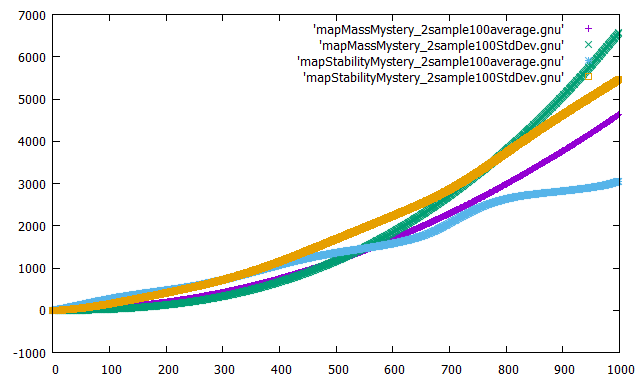 7000
'mapMassMystery_2sample100average.gnu'
'mapMassMystery_2sample100StdDev.gnu'
6000
'mapStabilityMystery_2sample100average.gnu'
'mapStabilityMystery_2sample100StdDev.gnu'
5000
4000
3000
2000
1000
0
-1000
0 100 200 300 400 500 600 700 800 900 1000